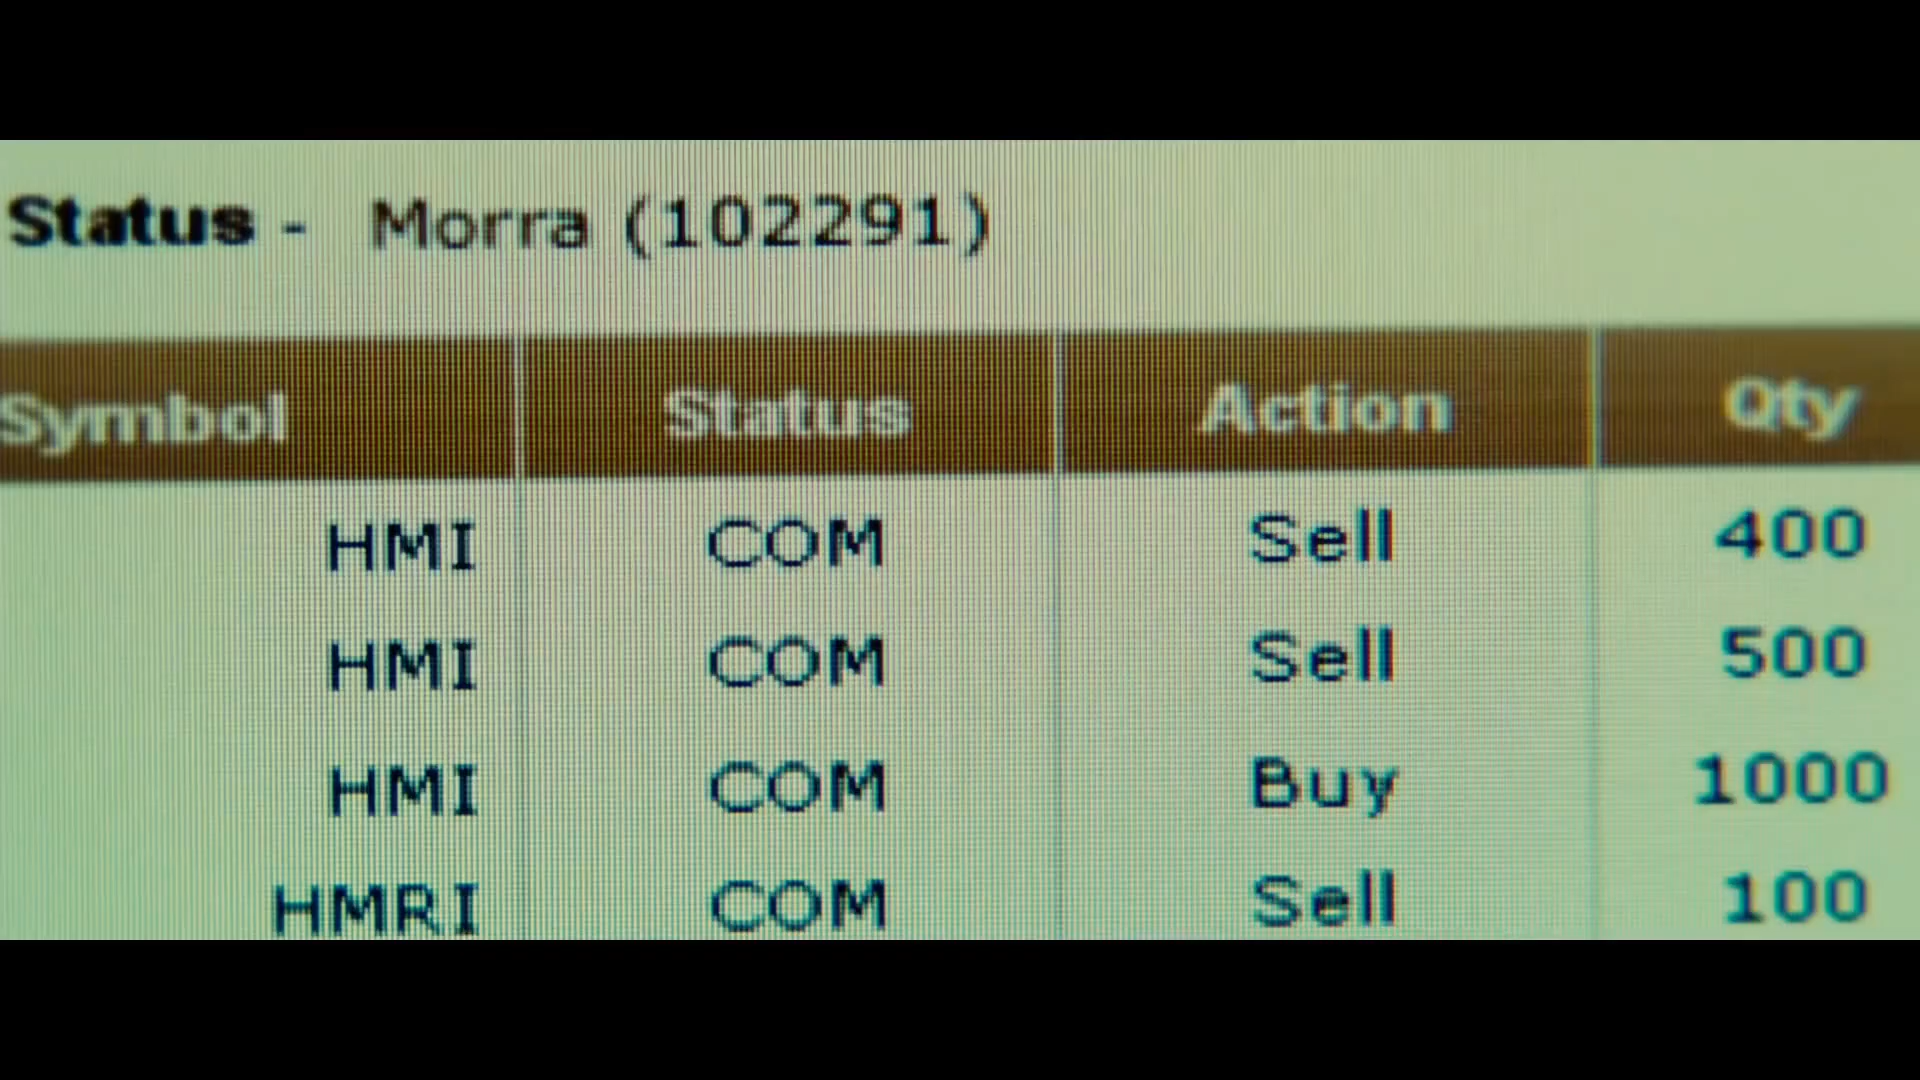 Status - Morra (102291)
Symbol Status Action Qty
HMI COM Sell 400
HMI COM Sell 500
HMI COM Buy 1000
HMRI COM Sell 100